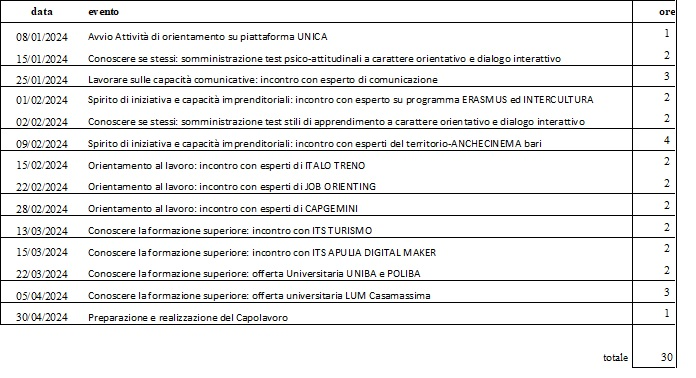 data evento ore
08/01/2024 Avvio Attività di orientamento su piattaforma UNICA 1
15/01/2024 Conoscere se stessi: somministrazione test psico-attitudinali a carattere orientativo e dialogo interattivo 2
25/01/2024 Lavorare sulle capacità comunicative: incontro con esperto di comunicazione 3
01/02/2024 Spirito di iniziativa e capacità imprenditoriali: incontro con esperto su programma ERASMUS ed INTERCULTURA 2
02/02/2024 Conoscere se stessi: somministrazione test stili di apprendimento a carattere orientativo e dialogo interattivo 2
09/02/2024 Spirito di iniziativa e capacità imprenditoriali: incontro con esperti del territorio-ANCHECINEMA bari 4
15/02/2024 Orientamento al lavoro: incontro con esperti di ITALO TRENO 2
22/02/2024 Orientamento al lavoro: incontro con esperti di JOB ORIENTING 2
28/02/2024 Orientamento al lavoro: incontro con esperti di CAPGEMINI 2
13/03/2024 Conoscere la formazione superiore: incontro con ITS TURISMO 2
15/03/2024 Conoscere la formazione superiore: incontro con ITS APULIA DIGITAL MAKER 2
22/03/2024 Conoscere la formazione superiore: offerta Universitaria UNIBA e POLIBA 2
05/04/2024 Conoscere la formazione superiore: offerta universitaria LUM Casamassima 3
30/04/2024 Preparazione e realizzazione del Capolavoro 1
totale 30